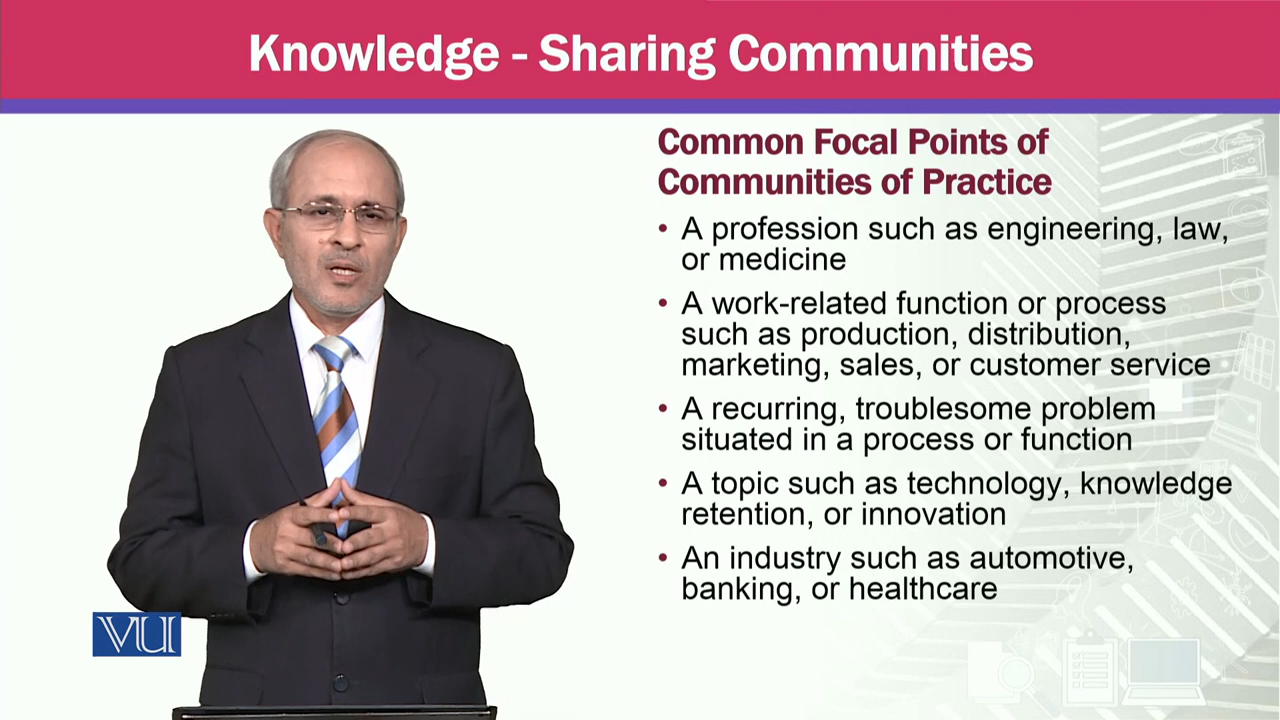 Knowledge - Sharing Communities
Common Focal Points of
Communities of Practice
• A profession such as engineering, law,
or medicine
• A work-related function or process
such as production, distribution,
marketing, sales, or customer service
• A recurring, troublesome problem
situated in a process or function
• A topic such as technology, knowledge
retention, or innovation
• An industry such as automotive,
banking, or healthcare
VU